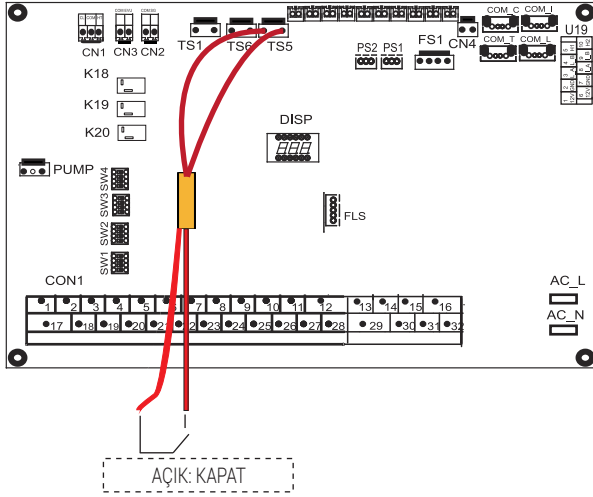 CN1
CN3
CN2
TS1
TS6
TS5
PS2
PS1
FS1
CN4
COM_C
COM_I
COM_T
COM_L
U19
K18
K19
K20
DISP
PUMP
SW4
SW3
SW2
SW1
FLS
CON1
AC_L
AC_N
1 2 3 4 5 7 8 9 10 11 12 13 14 15 16
17 18 19 20 21 22 23 24 25 26 27 28 29 30 31 32
AÇIK: KAPAT